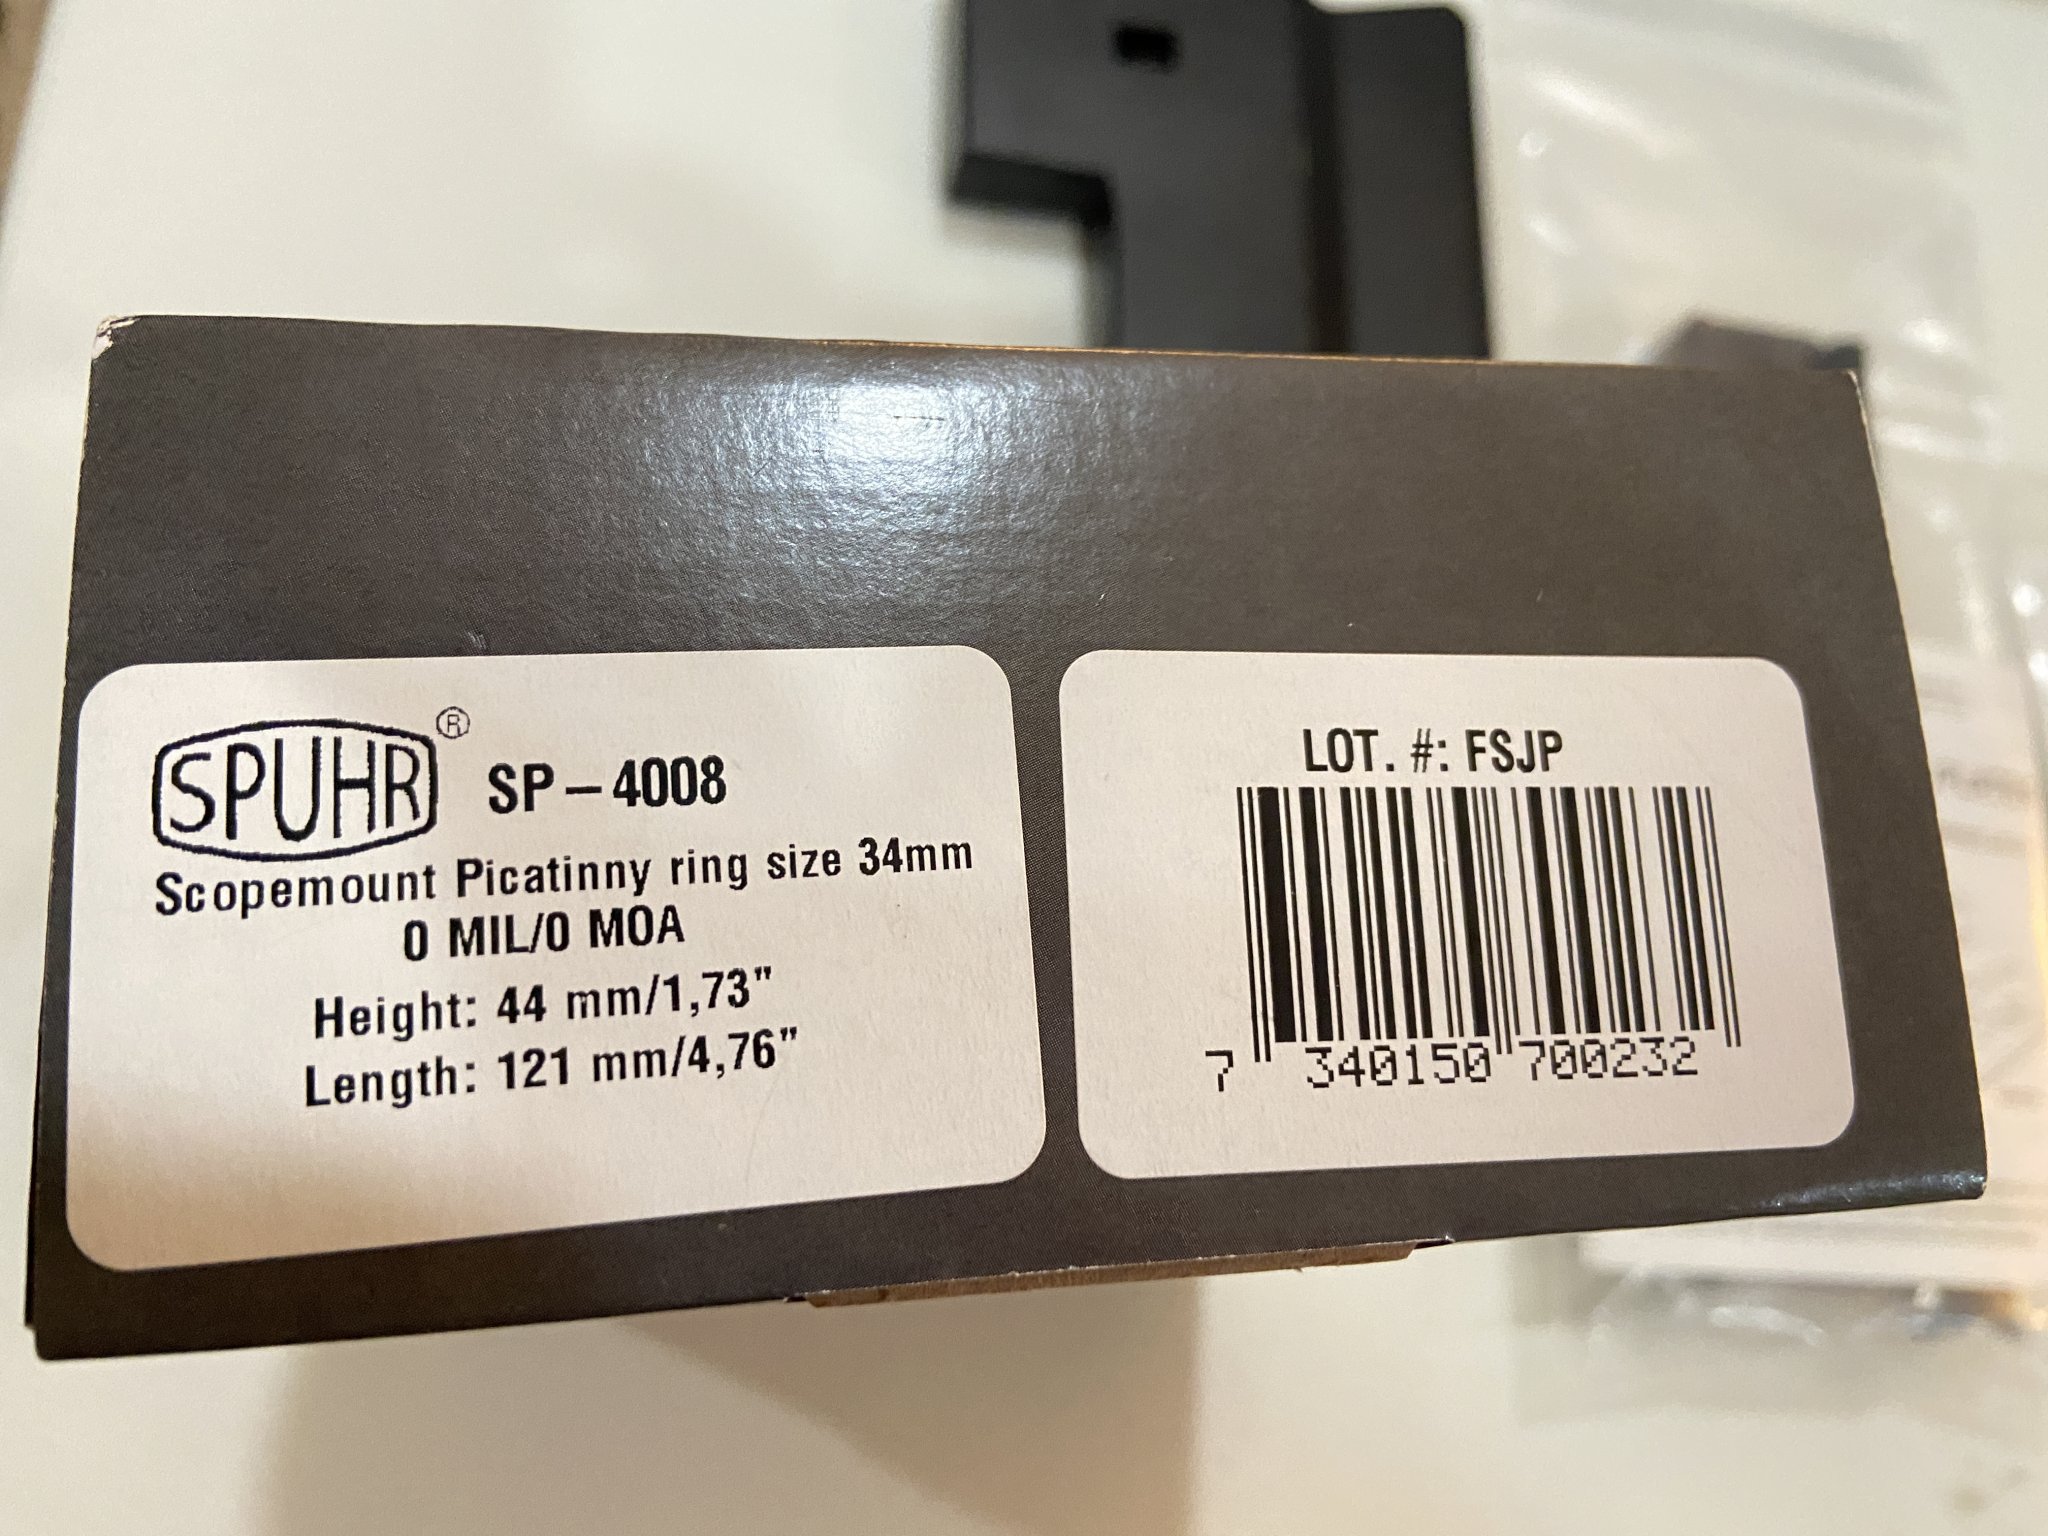 SPUHR® SP-4008
Scopemount Picatinny ring size 34mm
0 MIL/0 MOA
Height: 44 mm/1,73"
Length: 121 mm/4,76"
LOT. #: FSJP
7 340150 700232